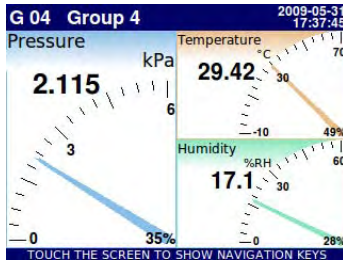 G 04 Group 4
2009-05-31
17:37:45
Pressure
kPa
2.115
6
3
0
35%
Temperature
70
°C
29.42
30
-10
49%
Humidity
60
%RH
17.1
30
0
28%
TOUCH THE SCREEN TO SHOW NAVIGATION KEYS